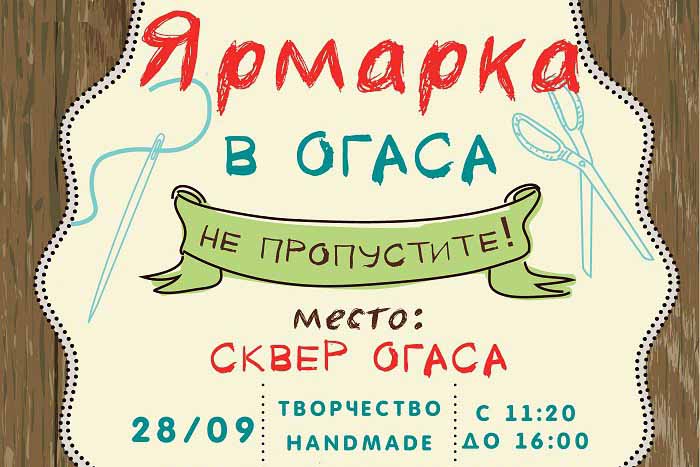 Ярмарка
в ОГАСА
НЕ ПРОПУСТИТЕ!
место:
СКВЕР ОГАСА
28/09
ТВОРЧЕСТВО
HANDMADE
С 11:20
ДО 16:00